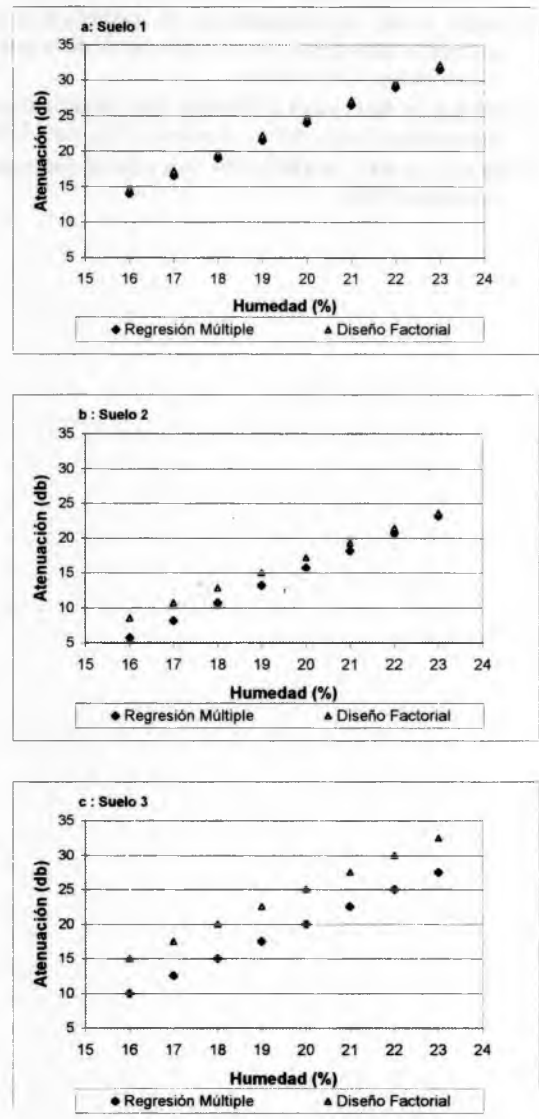 a: Suelo 1
Atenuación (db)
35
30
25
20
15
10
5
15 16 17 18 19 20 21 22 23 24
Humedad (%)
Regresión Múltiple Diseño Factorial
b : Suelo 2
Atenuación (db)
35
30
25
20
15
10
5
15 16 17 18 19 20 21 22 23 24
Humedad (%)
Regresión Múltiple Diseño Factorial
c : Suelo 3
Atenuación (db)
35
30
25
20
15
10
5
15 16 17 18 19 20 21 22 23 24
Humedad (%)
Regresión Múltiple Diseño Factorial